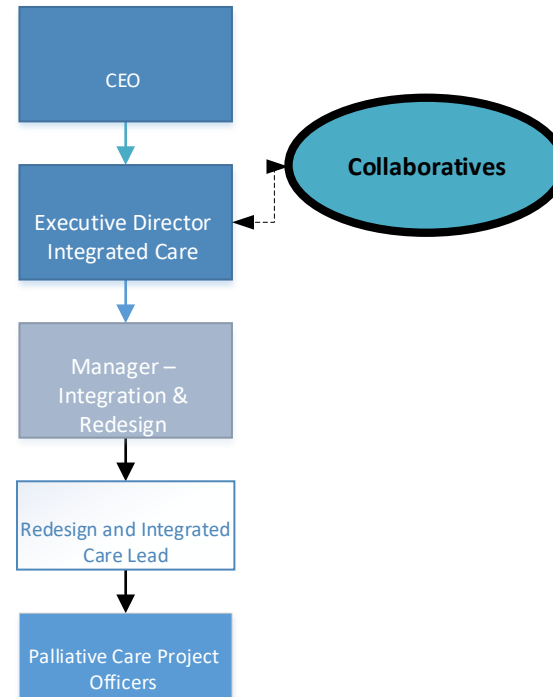 CEO
Collaboratives
Executive Director
Integrated Care
Manager –
Integration &
Redesign
Redesign and Integrated
Care Lead
Palliative Care Project
Officers